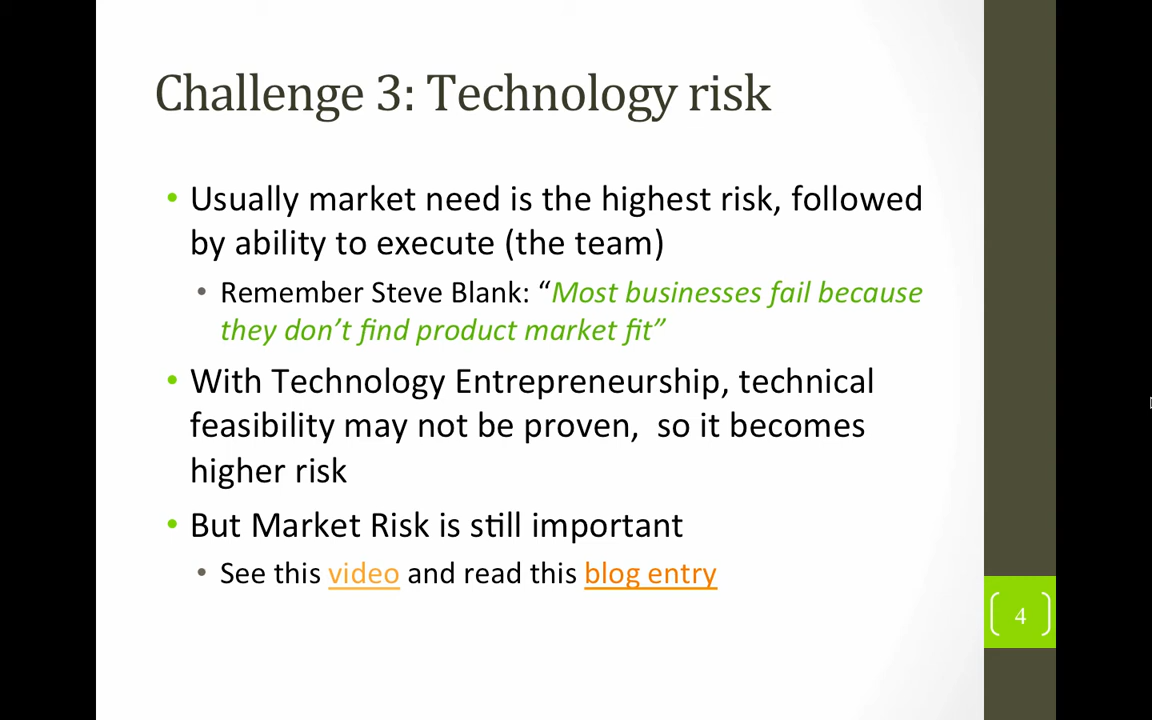 Challenge 3: Technology risk
• Usually market need is the highest risk, followed
by ability to execute (the team)
• Remember Steve Blank: “Most businesses fail because
they don’t find product market fit”
• With Technology Entrepreneurship, technical
feasibility may not be proven,  so it becomes
higher risk
• But Market Risk is still important
• See this video and read this blog entry
4